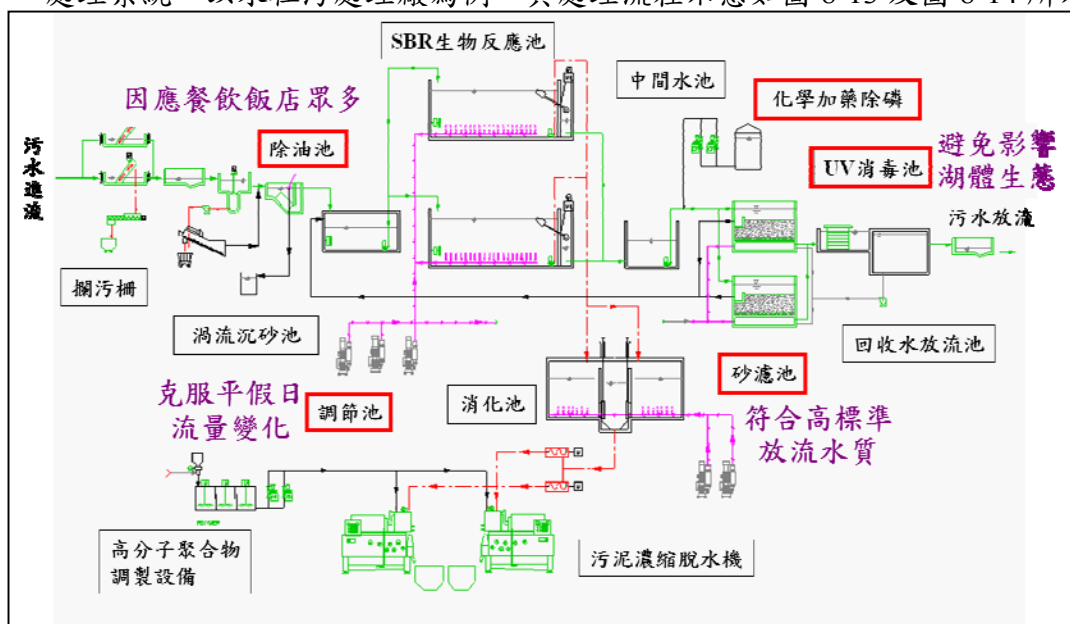 處理系統。以水社污處理廠為例，其處理流程示意如圖 6-13 及圖 6-14 所
SBR生物反應池
中間水池
化學加藥除磷
因應餐飲飯店眾多
除油池
UV消毒池
避免影響
湖體生態
污水進流
污水放流
攔污柵
渦流沉砂池
回收水放流池
克服平假日
流量變化
調節池
消化池
砂濾池
符合高標準
放流水質
高分子聚合物
調製設備
污泥濃縮脫水機